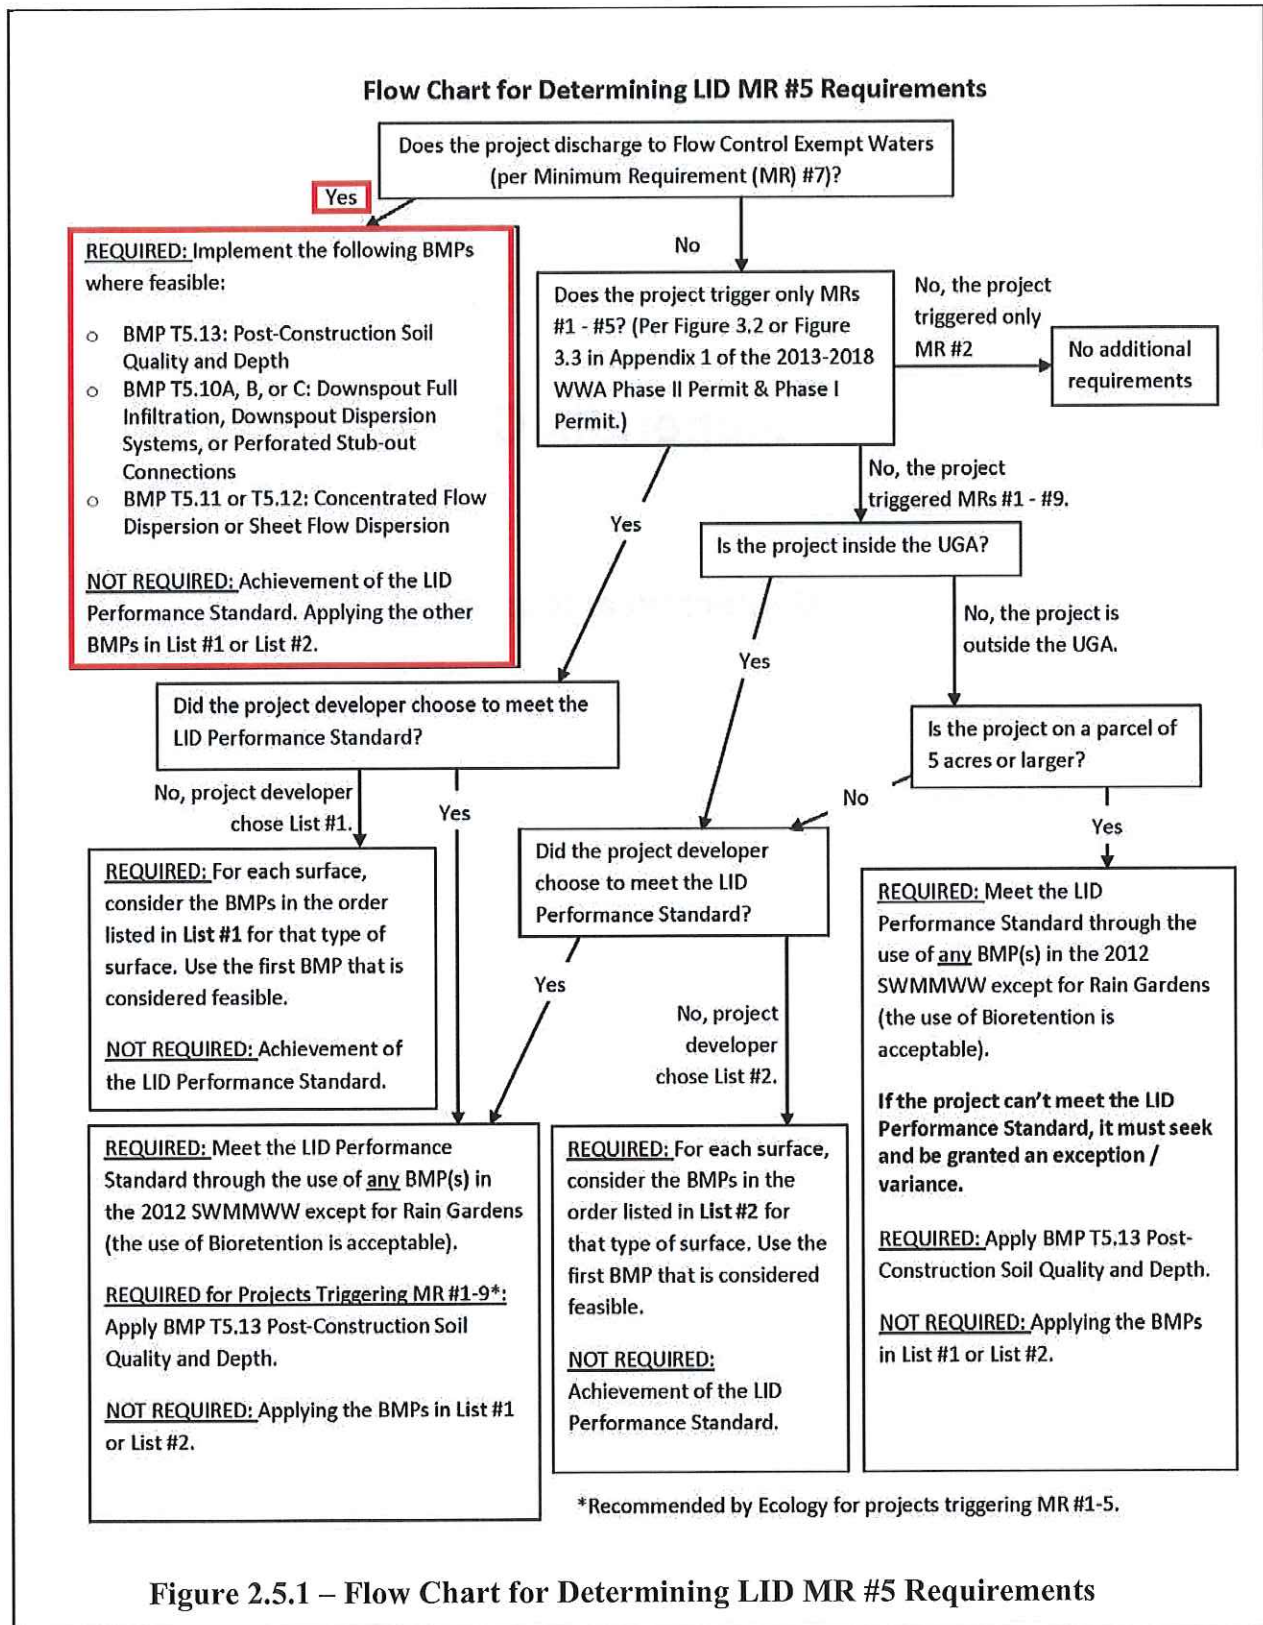 Flow Chart for Determining LID MR #5 Requirements
Does the project discharge to Flow Control Exempt Waters
(per Minimum Requirement (MR) #7)?
Yes
No
REQUIRED: Implement the following BMPs
where feasible:
o BMP T5.13: Post-Construction Soil
Quality and Depth
o BMP T5.10A, B, or C: Downspout Full
Infiltration, Downspout Dispersion
Systems, or Perforated Stub-out
Connections
o BMP T5.11 or T5.12: Concentrated Flow
Dispersion or Sheet Flow Dispersion
NOT REQUIRED: Achievement of the LID
Performance Standard. Applying the other
BMPs in List #1 or List #2.
Does the project trigger only MRs
#1 - #5? (Per Figure 3.2 or Figure
3.3 in Appendix 1 of the 2013-2018
WWA Phase II Permit & Phase I
Permit.)
No, the project
triggered only
MR #2
No additional
requirements
Yes
No, the project
triggered MRs #1 - #9.
Is the project inside the UGA?
Yes
No, the project is
outside the UGA.
Did the project developer choose to meet the
LID Performance Standard?
Is the project on a parcel of
5 acres or larger?
No, project developer
chose List #1.
Yes
No
Yes
REQUIRED: For each surface,
consider the BMPs in the order
listed in List #1 for that type of
surface. Use the first BMP that is
considered feasible.
NOT REQUIRED: Achievement of
the LID Performance Standard.
Did the project developer
choose to meet the LID
Performance Standard?
Yes
No, project
developer
chose List #2.
REQUIRED: Meet the LID
Performance Standard through the
use of any BMP(s) in the 2012
SWMMWW except for Rain Gardens
(the use of Bioretention is
acceptable).
If the project can't meet the LID
Performance Standard, it must seek
and be granted an exception /
variance.
REQUIRED: Apply BMP T5.13 Post-
Construction Soil Quality and Depth.
NOT REQUIRED: Applying the BMPs
in List #1 or List #2.
REQUIRED: Meet the LID Performance
Standard through the use of any BMP(s) in
the 2012 SWMMWW except for Rain Gardens
(the use of Bioretention is acceptable).
REQUIRED for Projects Triggering MR #1-9*:
Apply BMP T5.13 Post-Construction Soil
Quality and Depth.
NOT REQUIRED: Applying the BMPs in List #1
or List #2.
REQUIRED: For each surface,
consider the BMPs in the
order listed in List #2 for
that type of surface. Use the
first BMP that is considered
feasible.
NOT REQUIRED:
Achievement of the LID
Performance Standard.
*Recommended by Ecology for projects triggering MR #1-5.
Figure 2.5.1 – Flow Chart for Determining LID MR #5 Requirements